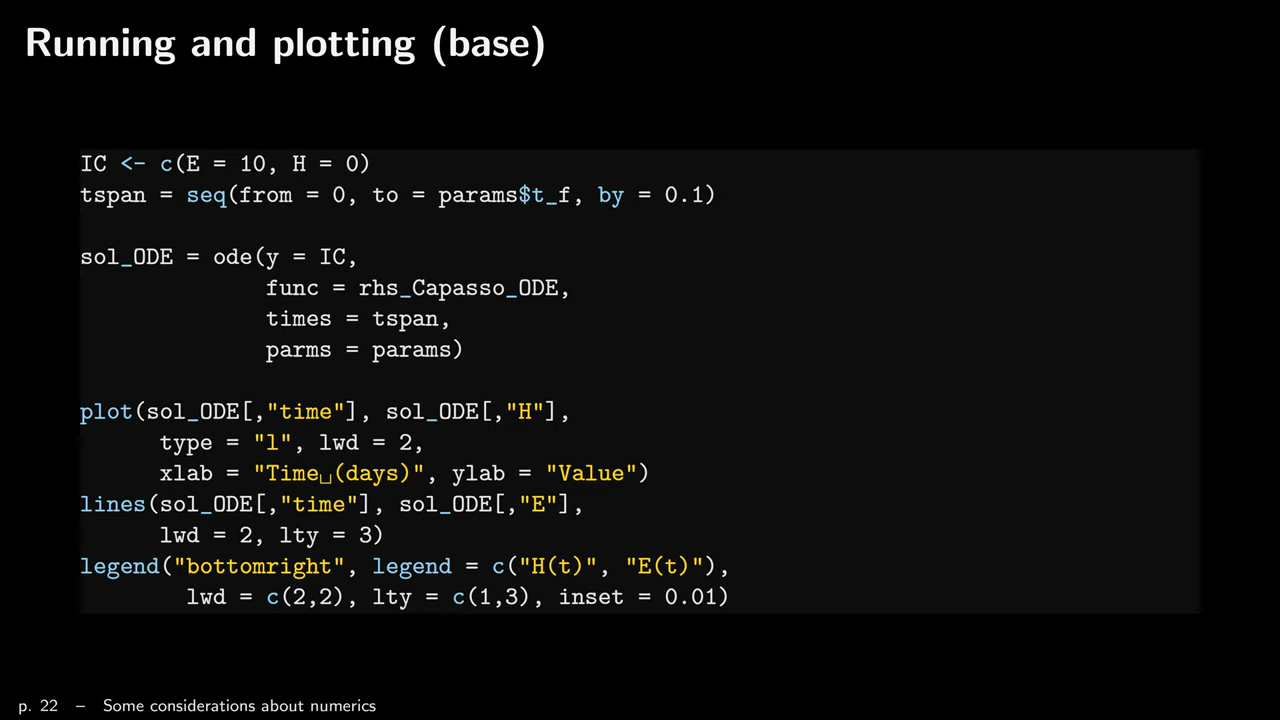 Running and plotting (base)
IC <- c(E = 10, H = 0)
tspan = seq(from = 0, to = params$t_f, by = 0.1)
sol_ODE = ode(y = IC,
func = rhs_Capasso_ODE,
times = tspan,
parms = params)
plot(sol_ODE[,"time"], sol_ODE[,"H"],
type = "l", lwd = 2,
xlab = "Time␣(days)", ylab = "Value")
lines(sol_ODE[,"time"], sol_ODE[,"E"],
lwd = 2, lty = 3)
legend("bottomright", legend = c("H(t)", "E(t)"),
lwd = c(2,2), lty = c(1,3), inset = 0.01)
p. 22 – Some considerations about numerics